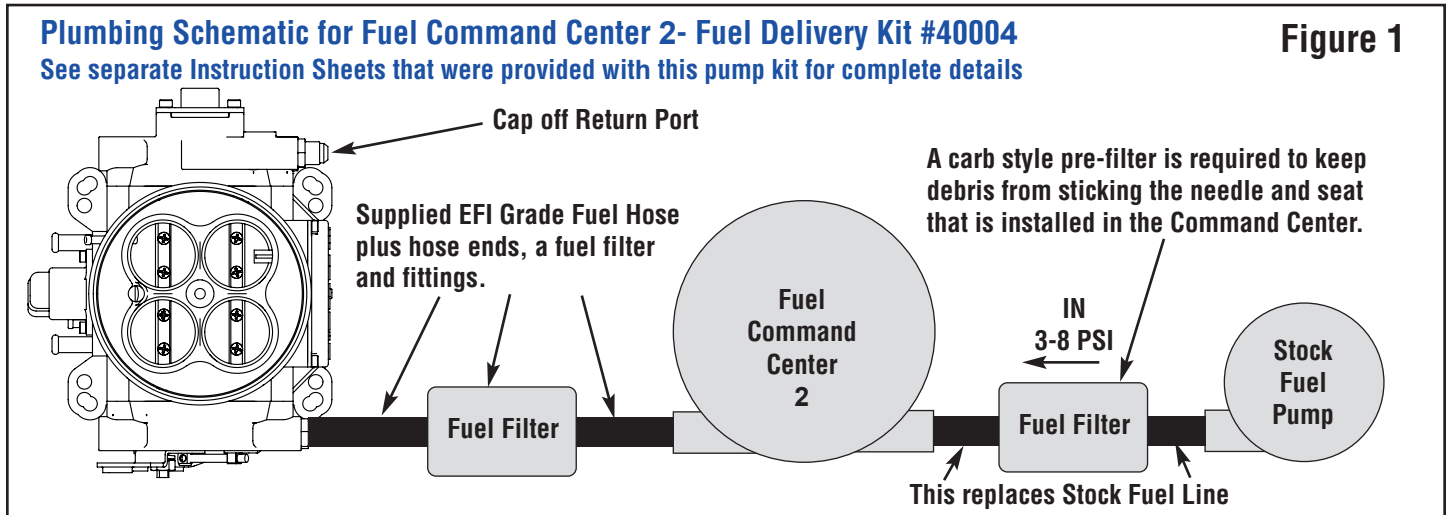 Plumbing Schematic for Fuel Command Center 2- Fuel Delivery Kit #40004
Figure 1
See separate Instruction Sheets that were provided with this pump kit for complete details
Cap off Return Port
A carb style pre-filter is required to keep
debris from sticking the needle and seat
that is installed in the Command Center.
Supplied EFI Grade Fuel Hose
plus hose ends, a fuel filter
and fittings.
Fuel
Command
Center
2
IN
3-8 PSI
Stock
Fuel
Pump
Fuel Filter
Fuel Filter
This replaces Stock Fuel Line